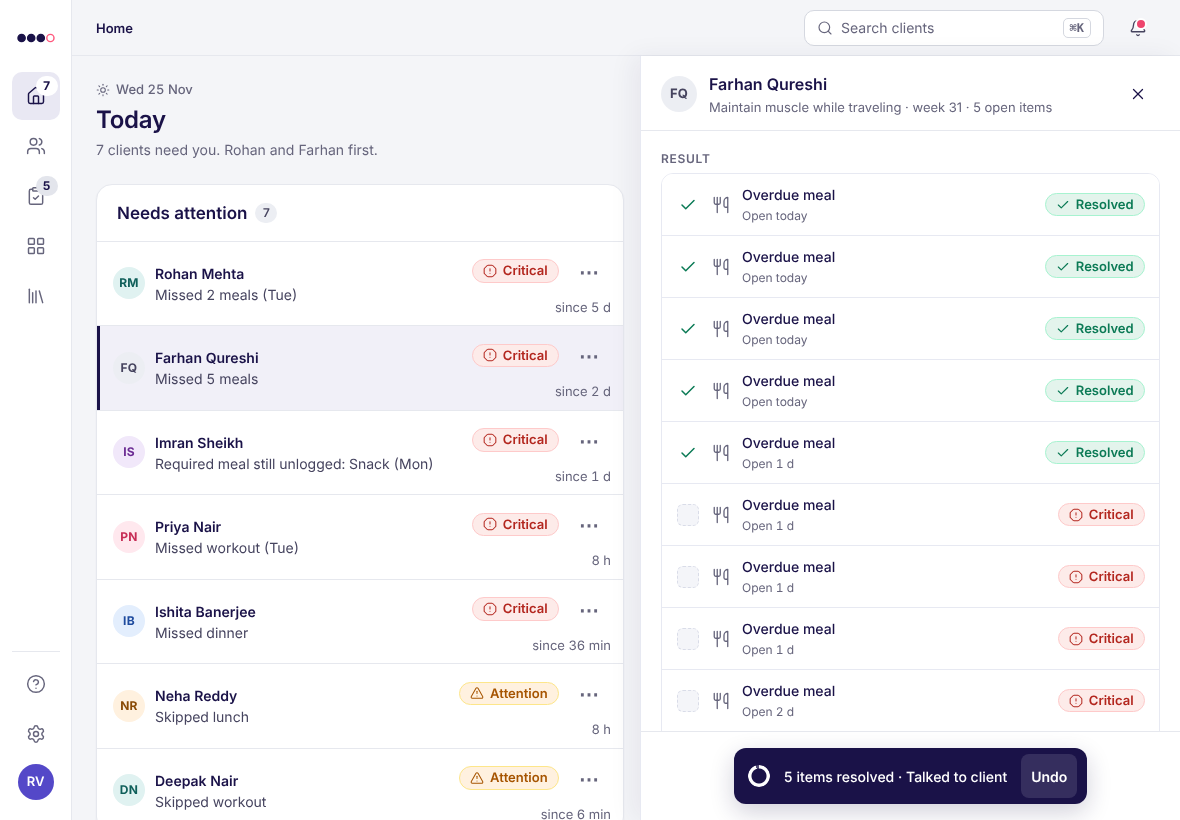 Home
Search clients
⌘K
7
5
RV
Wed 25 Nov
Today
7 clients need you. Rohan and Farhan first.
Needs attention 7
RM
Rohan Mehta
Missed 2 meals (Tue)
Critical
since 5 d
FQ
Farhan Qureshi
Missed 5 meals
Critical
since 2 d
IS
Imran Sheikh
Required meal still unlogged: Snack (Mon)
Critical
since 1 d
PN
Priya Nair
Missed workout (Tue)
Critical
8 h
IB
Ishita Banerjee
Missed dinner
Critical
since 36 min
NR
Neha Reddy
Skipped lunch
Attention
8 h
DN
Deepak Nair
Skipped workout
Attention
since 6 min
FQ
Farhan Qureshi
Maintain muscle while traveling · week 31 · 5 open items
RESULT
Overdue meal
Open today
Resolved
Overdue meal
Open today
Resolved
Overdue meal
Open today
Resolved
Overdue meal
Open today
Resolved
Overdue meal
Open 1 d
Resolved
Overdue meal
Open 1 d
Critical
Overdue meal
Open 1 d
Critical
Overdue meal
Open 1 d
Critical
Overdue meal
Open 2 d
Critical
5 items resolved · Talked to client
Undo